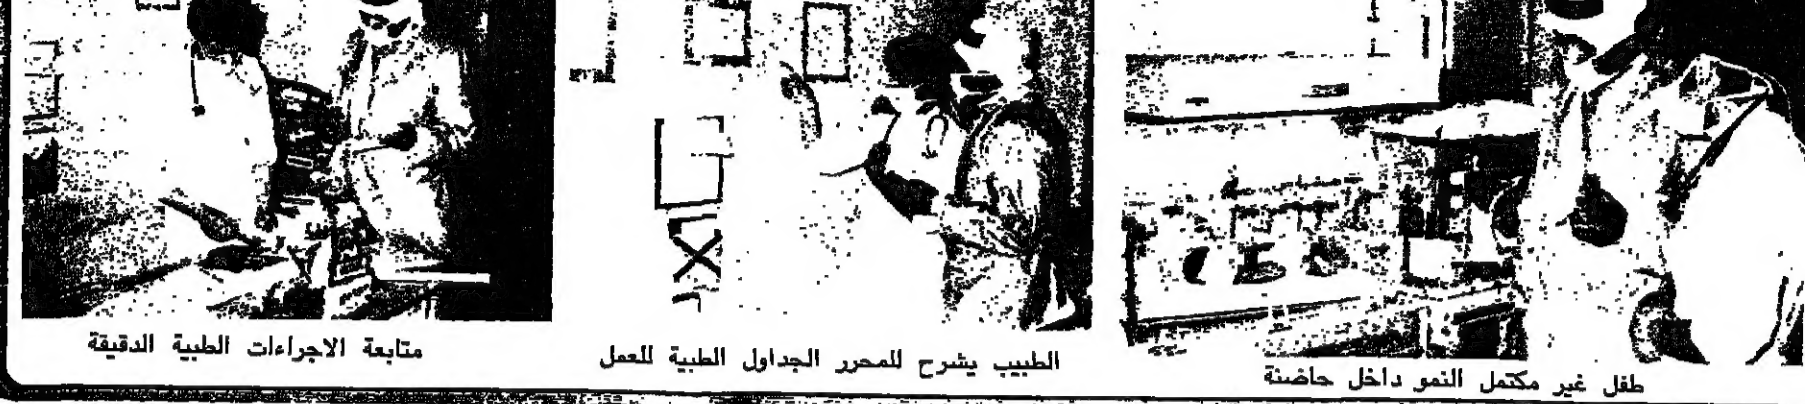 طفل غير مكتمل النمو داخل حاضنة
الطبيب يشرح للمحرر الجداول الطبية للعمل
متابعة الاجراءات الطبية الدقيقة